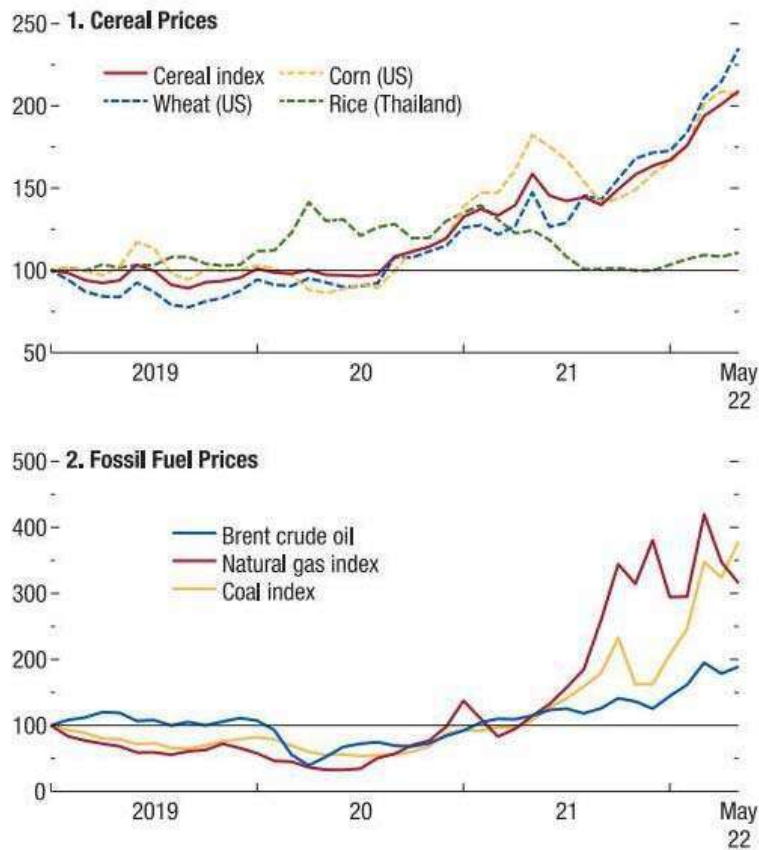 1. Cereal Prices
250
200
150
100
50
Cereal index
Corn (US)
Wheat (US)
Rice (Thailand)
2019
20
21
May
22
2. Fossil Fuel Prices
500
400
300
200
100
0
Brent crude oil
Natural gas index
Coal index
2019
20
21
May
22